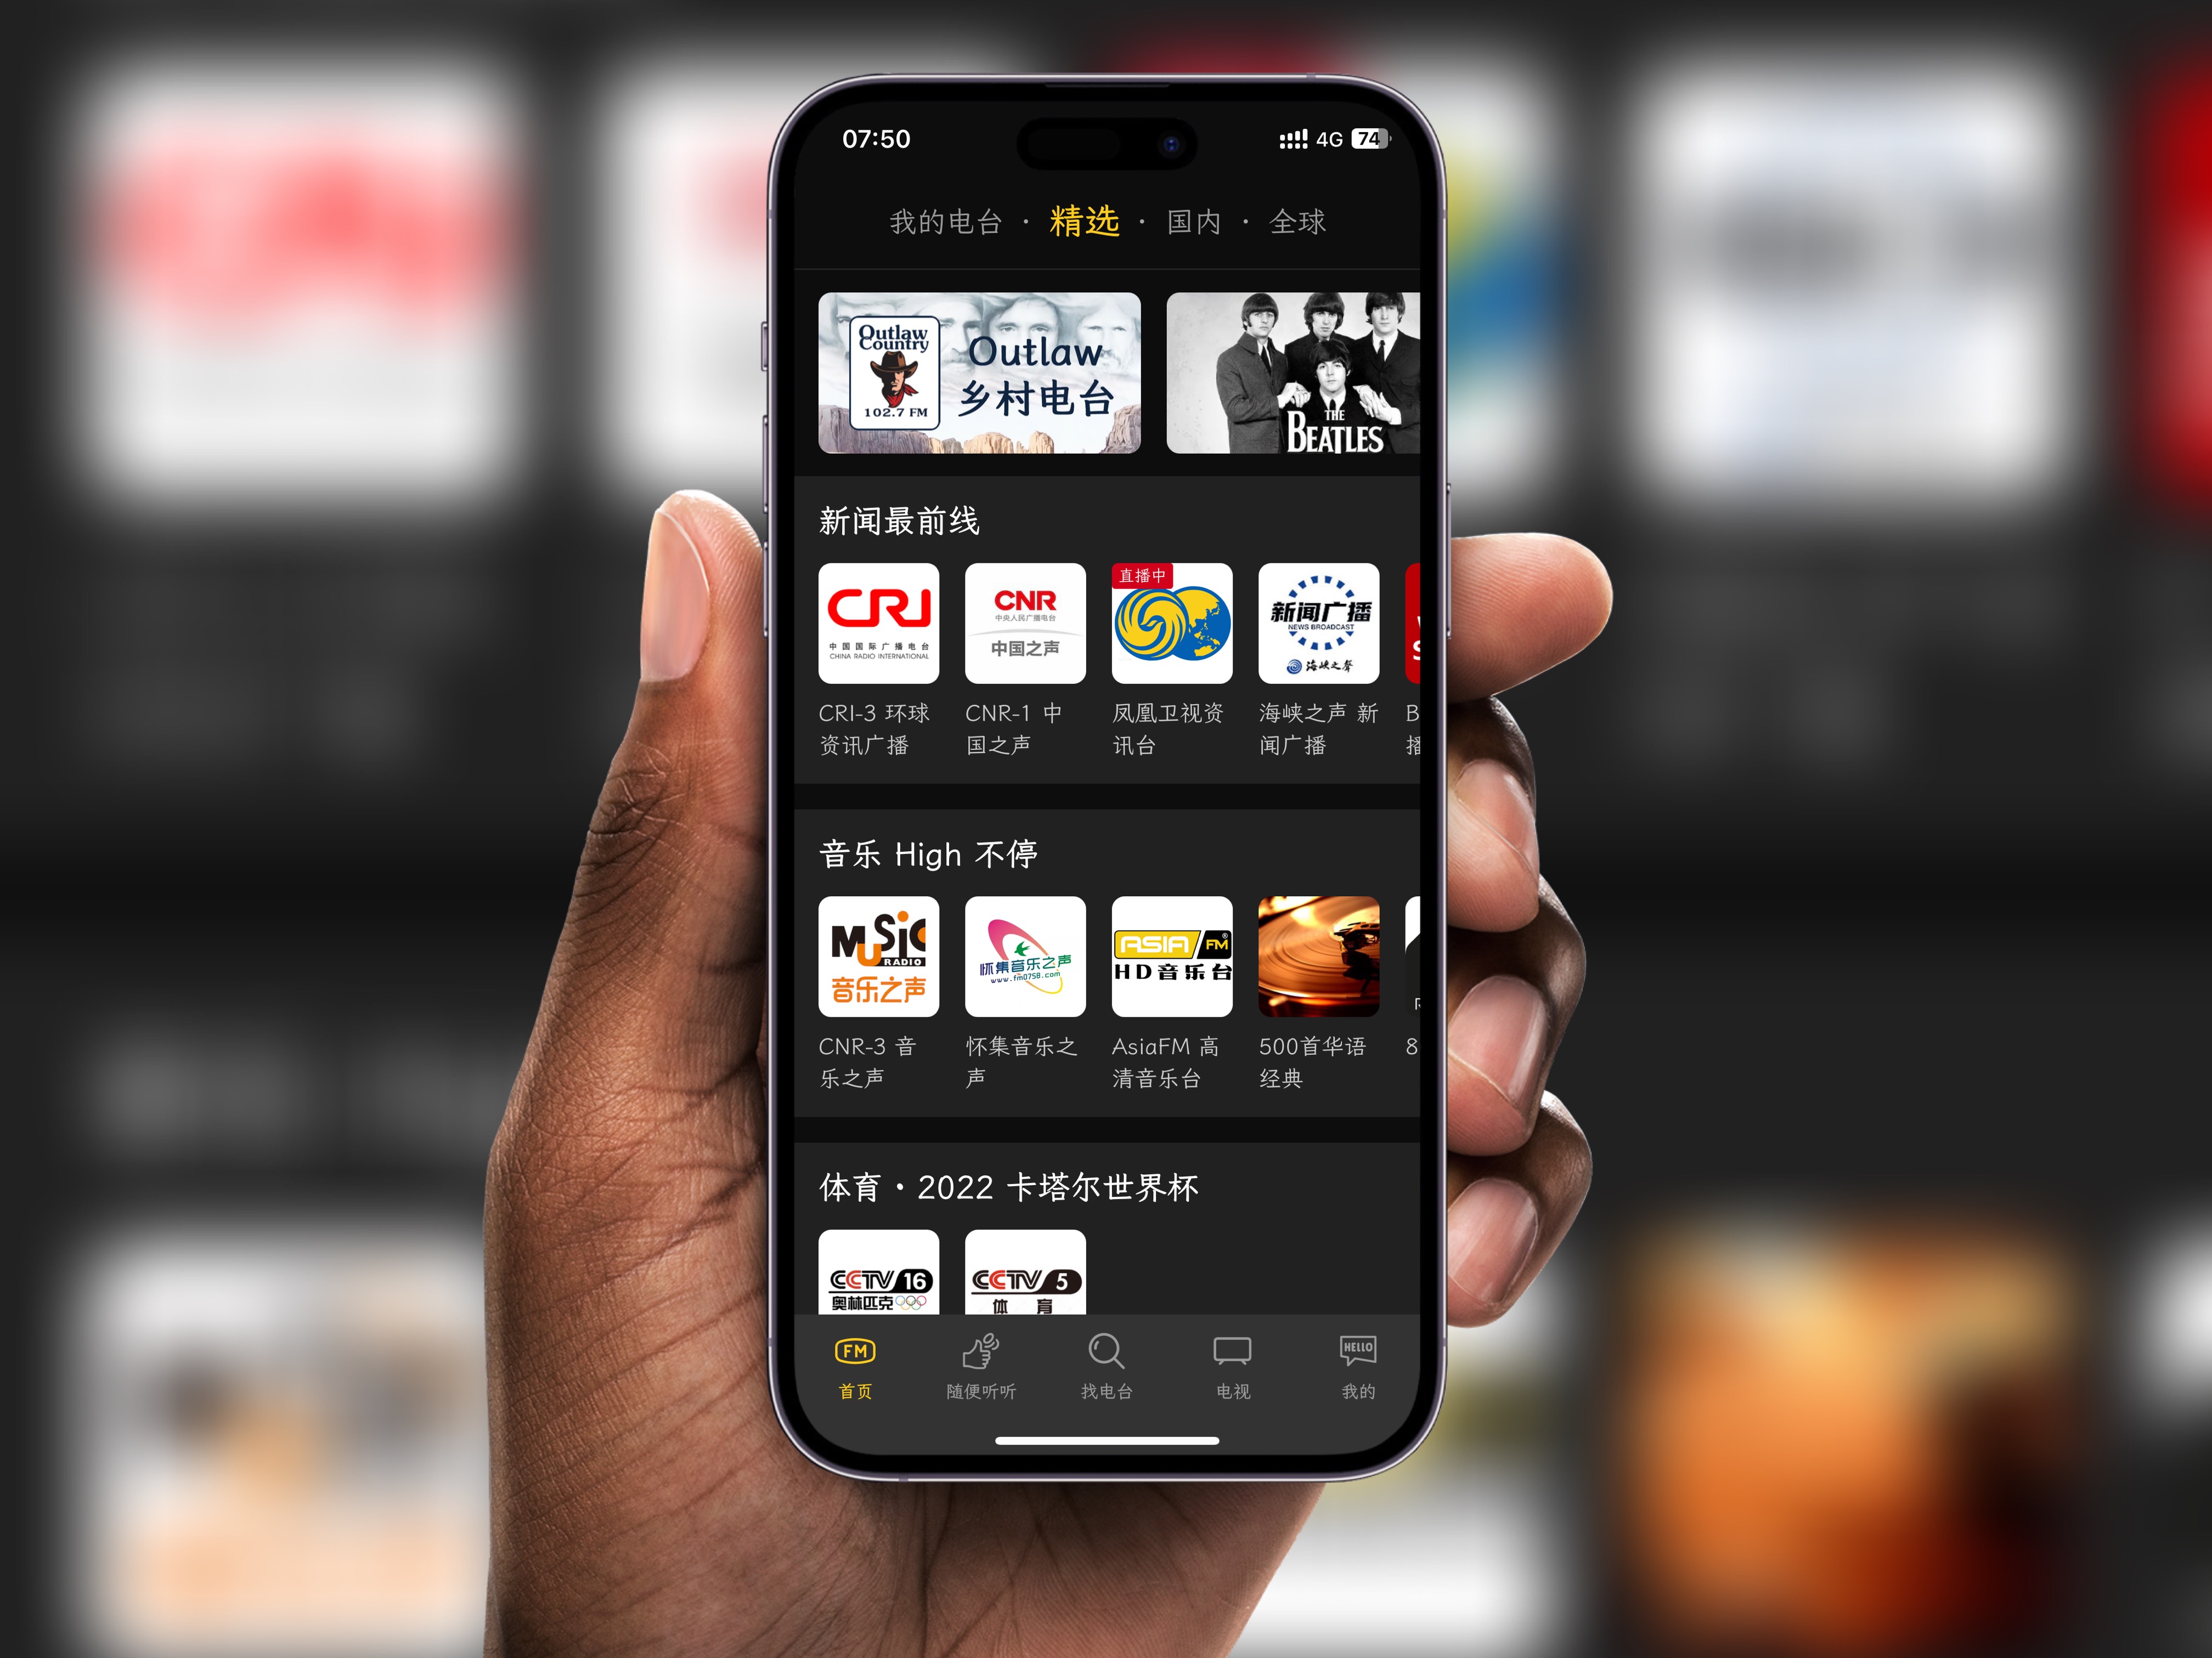 07:50
4G 74
我的电台 · 精选 · 国内 · 全球
Outlaw
Country
102.7 FM
Outlaw
乡村电台
THE
BEATLES
新闻最前线
CRI
中国国际广播电台
CHINA RADIO INTERNATIONAL
CNR
中央人民广播电台
中国之声
直播中
新闻广播
NEWS BROADCAST
海峡之声
CRI-3 环球
资讯广播
CNR-1 中
国之声
凤凰卫视资
讯台
海峡之声 新
闻广播
B
播
音乐 High 不停
MUSIC
RADIO
音乐之声
怀集音乐之声
www.fm0758.com
ASIA FM
HD音乐台
CNR-3 音
乐之声
怀集音乐之
声
AsiaFM 高
清音乐台
500首华语
经典
8
体育 · 2022 卡塔尔世界杯
CCTV 16
奥林匹克
CCTV 5
体育
FM
HELLO
首页
随便听听
找电台
电视
我的